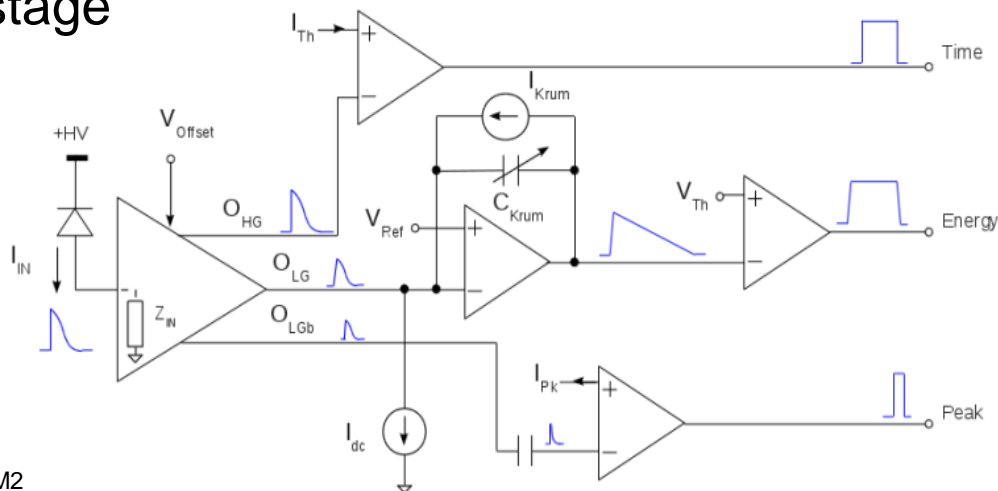 stage
I Th
+
−
Time
I Krum
+HV
V Offset
O HG
C Krum
V Ref
+
−
V Th
+
−
Energy
I IN
O LG
-
Z IN
O LGb
I Pk
+
−
Peak
I dc
M2